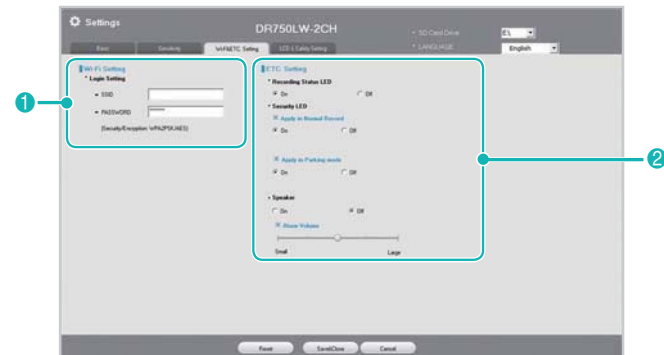 Settings
DR750LW-2CH
• SD Card Drive
E:\
• LANGUAGE
English
Basic
Sensitivity
Wi-Fi&ETC. Setting
LCD & Safety Setting
Wi-Fi Setting
• Login Setting
• SSID
• PASSWORD
(Security/Encryption: WPA2PSK/AES)
1
ETC. Setting
• Recording Status LED
On
Off
• Security LED
Apply in Normal Record
On
Off
Apply in Parking mode
On
Off
• Speaker
On
Off
Volume
Small
Large
2
Reset
Save&Close
Cancel